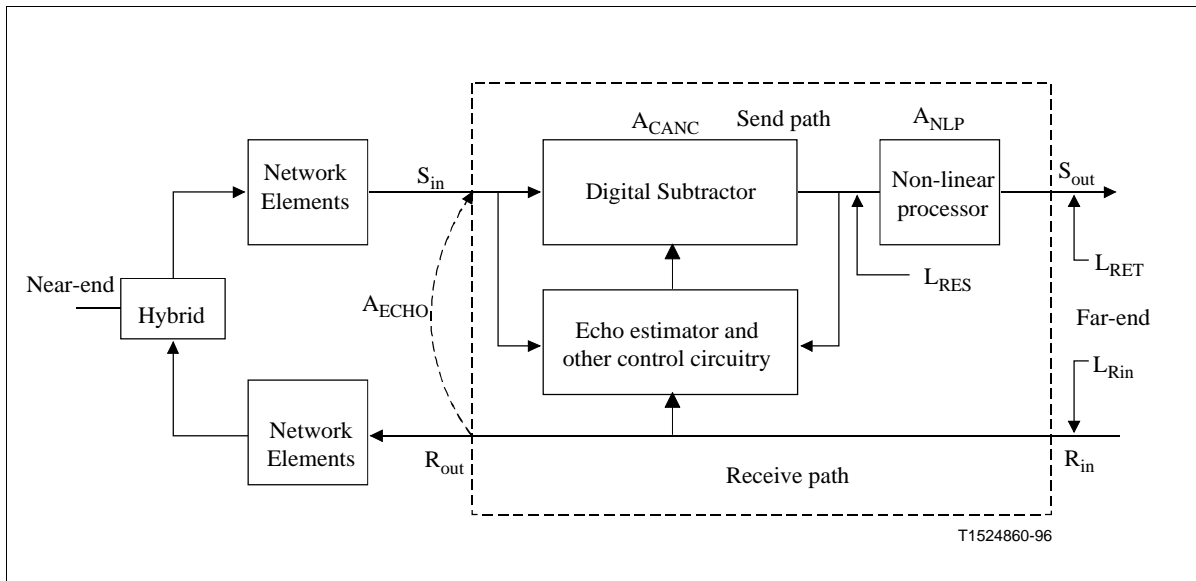 A_CANC
Send path
A_NLP
Network
Elements
S_in
Digital Subtractor
Non-linear
processor
S_out
Near-end
Hybrid
A_ECHO
L_RES
L_RET
Echo estimator and
other control circuitry
Far-end
L_Rin
Network
Elements
R_out
Receive path
R_in
T1524860-96